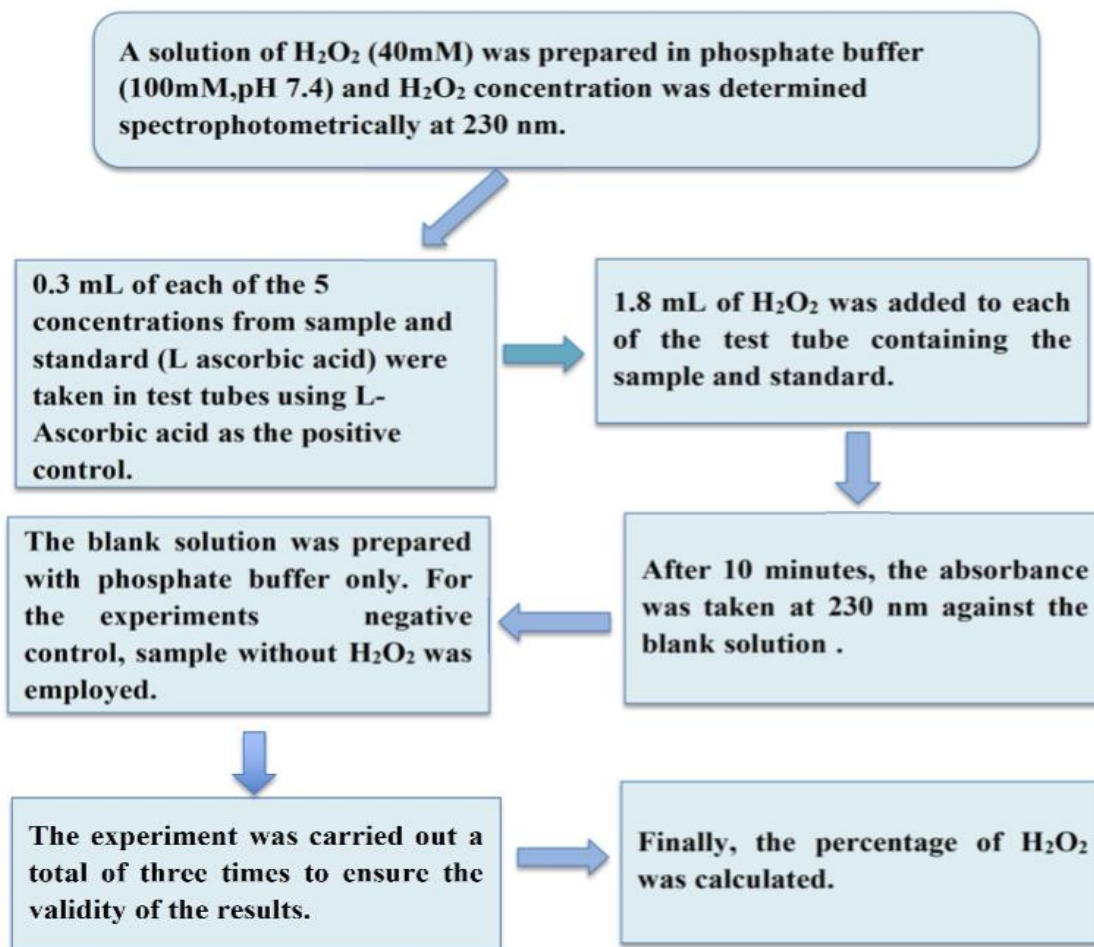 A solution of H₂O₂ (40mM) was prepared in phosphate buffer
(100mM,pH 7.4) and H₂O₂ concentration was determined
spectrophotometrically at 230 nm.
0.3 mL of each of the 5
concentrations from sample and
standard (L ascorbic acid) were
taken in test tubes using L-
Ascorbic acid as the positive
control.
1.8 mL of H₂O₂ was added to each
of the test tube containing the
sample and standard.
After 10 minutes, the absorbance
was taken at 230 nm against the
blank solution .
The blank solution was prepared
with phosphate buffer only. For
the experiments negative
control, sample without H₂O₂ was
employed.
The experiment was carried out a
total of three times to ensure the
validity of the results.
Finally, the percentage of H₂O₂
was calculated.